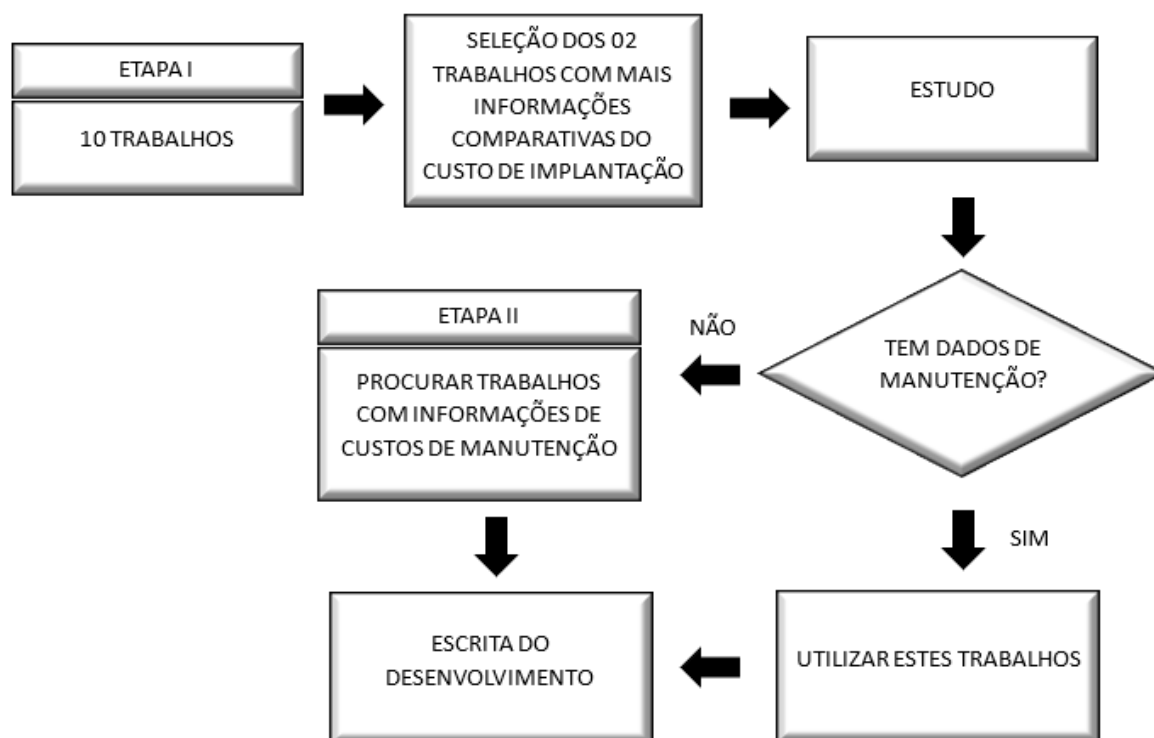 ETAPA I
10 TRABALHOS
SELEÇÃO DOS 02
TRABALHOS COM MAIS
INFORMAÇÕES
COMPARATIVAS DO
CUSTO DE IMPLANTAÇÃO
ESTUDO
TEM DADOS DE
MANUTENÇÃO?
NÃO
ETAPA II
PROCURAR TRABALHOS
COM INFORMAÇÕES DE
CUSTOS DE MANUTENÇÃO
SIM
UTILIZAR ESTES TRABALHOS
ESCRITA DO
DESENVOLVIMENTO